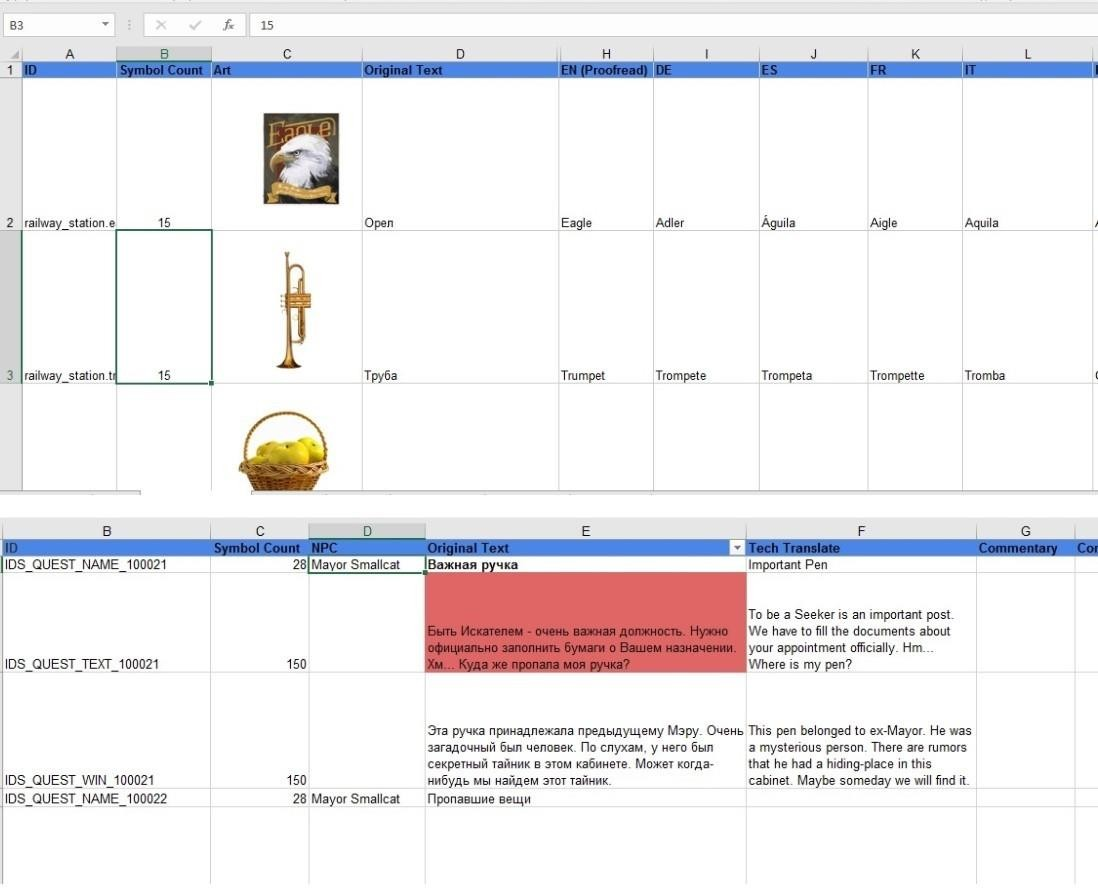 B3 15
A B C D H I J K L
1 ID Symbol Count Art Original Text EN (Proofread) DE ES FR IT
Eagle
2 railway_station.e 15 Орел Eagle Adler Águila Aigle Aquila
3 railway_station.tr 15 Труба Trumpet Trompete Trompeta Trompette Tromba
B C D E F G
ID Symbol Count NPC Original Text Tech Translate Commentary Cor
IDS_QUEST_NAME_100021 28 Mayor Smallcat Важная ручка Important Pen
To be a Seeker is an important post.
Быть Искателем - очень важная должность. Нужно We have to fill the documents about
официально заполнить бумаги о Вашем назначении. your appointment officially. Hm...
IDS_QUEST_TEXT_100021 150 Хм... Куда же пропала моя ручка? Where is my pen?
Эта ручка принадлежала предыдущему Мэру. Очень This pen belonged to ex-Mayor. He was
загадочный был человек. По слухам, у него был a mysterious person. There are rumors
секретный тайник в этом кабинете. Может когда- that he had a hiding-place in this
IDS_QUEST_WIN_100021 150 нибудь мы найдем этот тайник. cabinet. Maybe someday we will find it.
IDS_QUEST_NAME_100022 28 Mayor Smallcat Пропавшие вещи